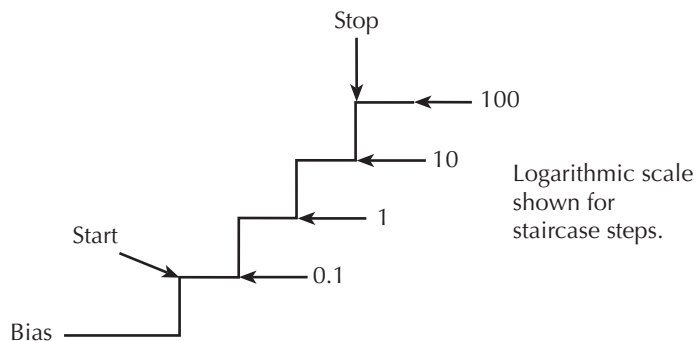 Stop
100
10
Logarithmic scale
shown for
staircase steps.
1
Start
0.1
Bias